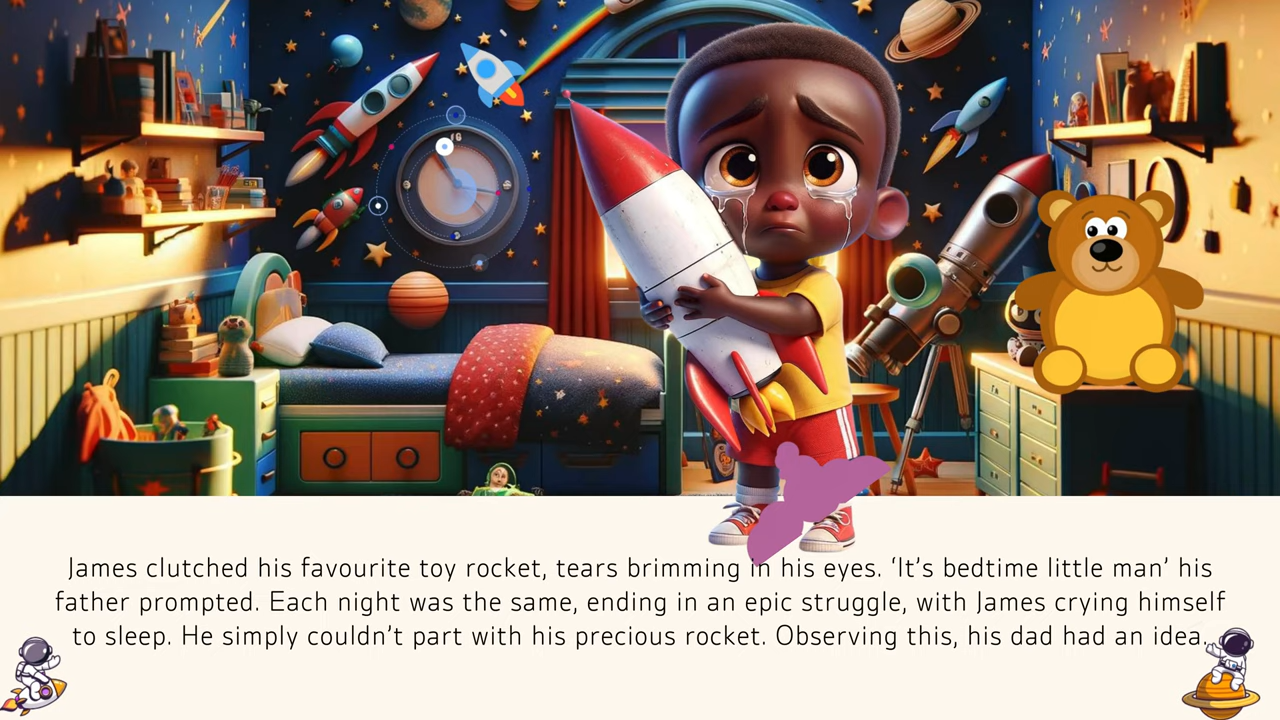 James clutched his favourite toy rocket, tears brimming in his eyes. ‘It’s bedtime little man’ his
father prompted. Each night was the same, ending in an epic struggle, with James crying himself
to sleep. He simply couldn’t part with his precious rocket. Observing this, his dad had an idea.